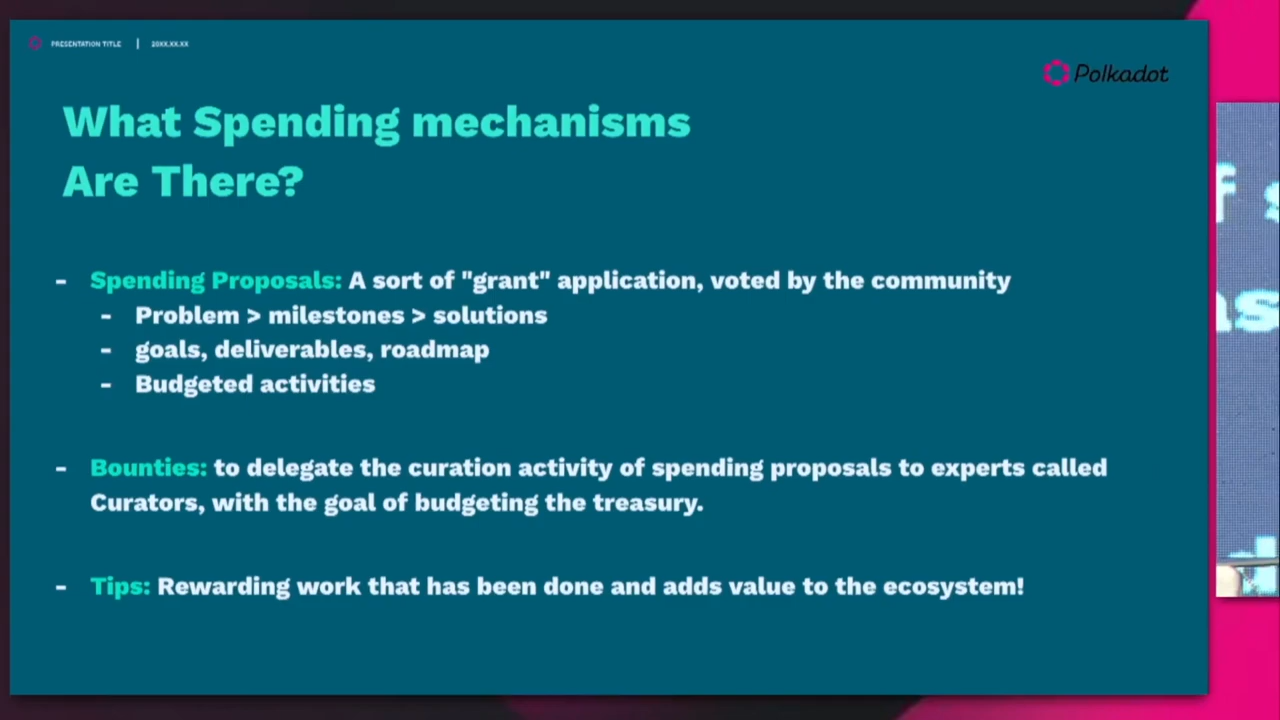 PRESENTATION TITLE | 20XX.XX.XX
Polkadot
What Spending mechanisms
Are There?
- Spending Proposals: A sort of "grant" application, voted by the community
- Problem > milestones > solutions
- goals, deliverables, roadmap
- Budgeted activities
- Bounties: to delegate the curation activity of spending proposals to experts called
Curators, with the goal of budgeting the treasury.
- Tips: Rewarding work that has been done and adds value to the ecosystem!